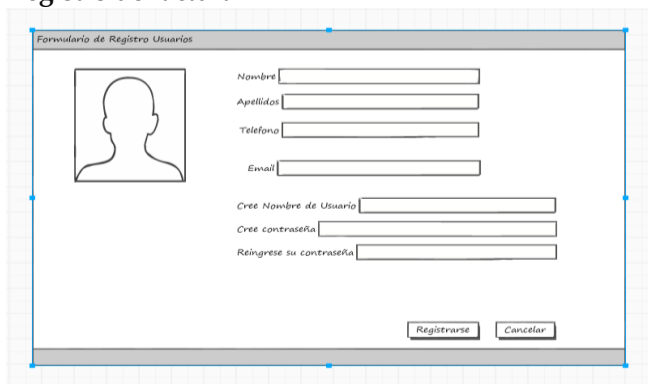 Formulario de Registro Usuarios
Nombre
Apellidos
Telefono
Email
Cree Nombre de Usuario
Cree contraseña
Reingrese su contraseña
Registrarse Cancelar